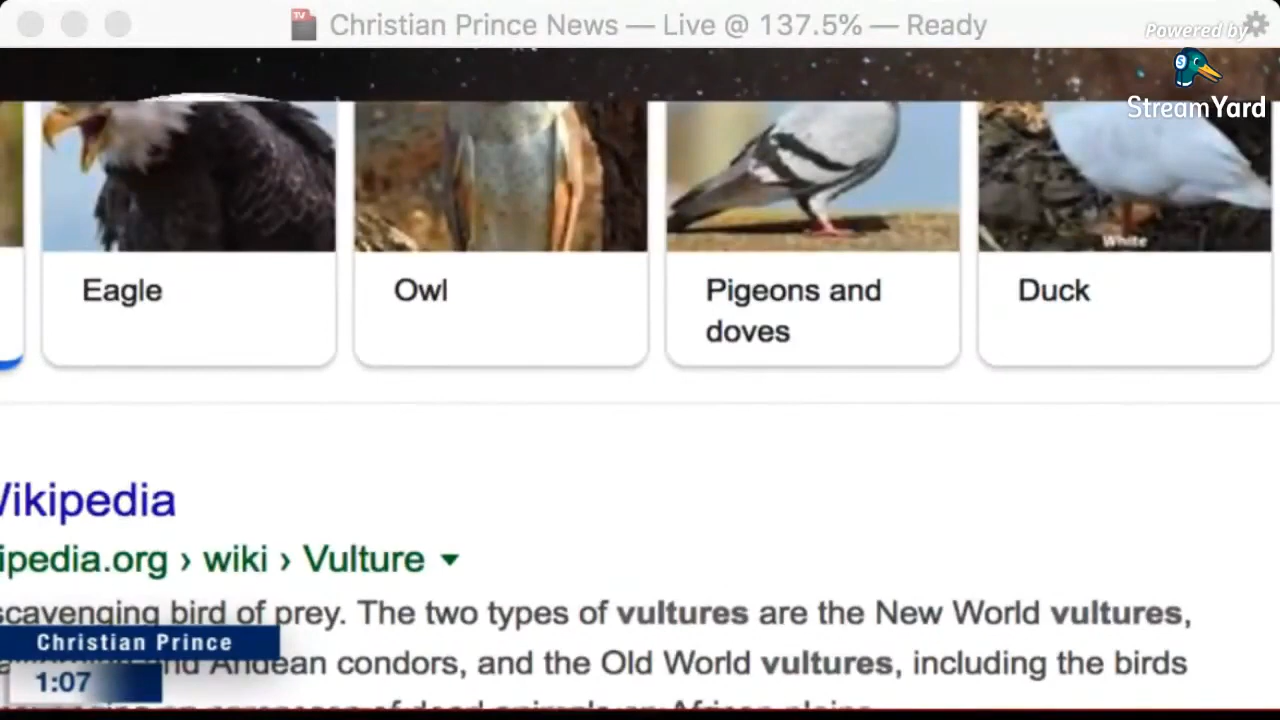 Christian Prince News — Live @ 137.5% — Ready
Powered by
StreamYard
White
Eagle
Owl
Pigeons and
doves
Duck
Wikipedia
ipedia.org › wiki › Vulture
scavenging bird of prey. The two types of vultures are the New World vultures,
Christian Prince
and Andean condors, and the Old World vultures, including the birds
1:07